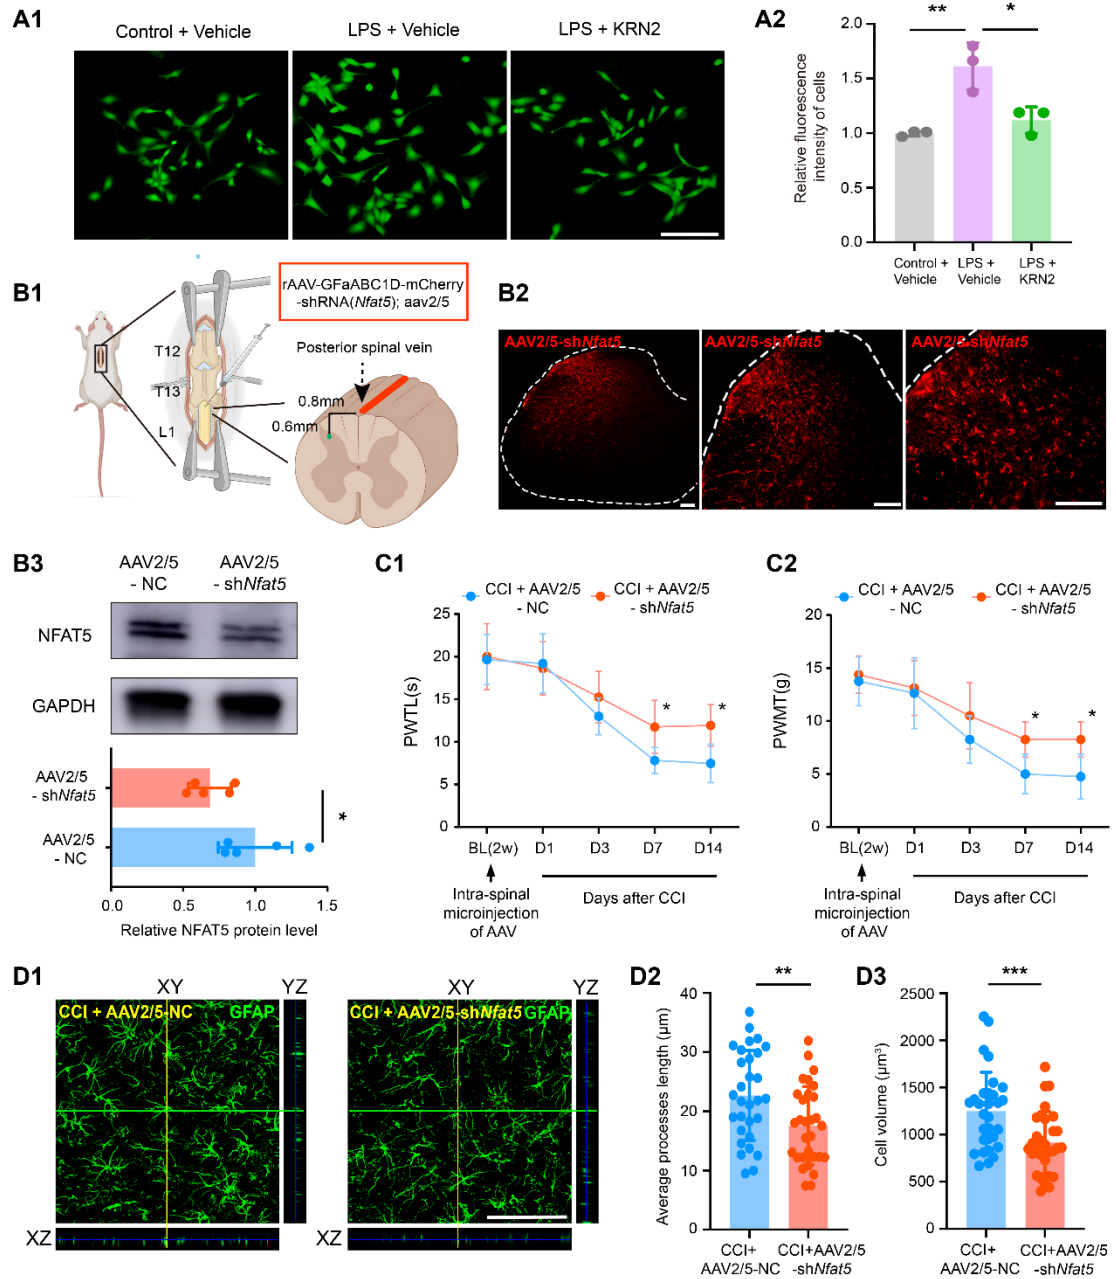 A1
Control + Vehicle
LPS + Vehicle
LPS + KRN2
A2
**
*
Relative fluorescence
intensity of cells
2.0
1.5
1.0
0.5
0.0
Control +
Vehicle
LPS +
Vehicle
LPS +
KRN2
B1
rAAV-GFaABC1D-mCherry
-shRNA(Nfat5); aav2/5
Posterior spinal vein
T12
T13
L1
0.8mm
0.6mm
B2
AAV2/5-shNfat5
AAV2/5-shNfat5
AAV2/5-shNfat5
B3
AAV2/5
- NC
AAV2/5
- shNfat5
NFAT5
GAPDH
AAV2/5
- shNfat5
AAV2/5
- NC
*
0.0
0.5
1.0
1.5
Relative NFAT5 protein level
C1
CCI + AAV2/5
- NC
CCI + AAV2/5
- shNfat5
PWTL(s)
25
20
15
10
5
0
*
*
BL(2w)
D1
D3
D7
D14
Intra-spinal
microinjection
of AAV
Days after CCI
C2
CCI + AAV2/5
- NC
CCI + AAV2/5
- shNfat5
PWMT(g)
20
15
10
5
0
*
*
BL(2w)
D1
D3
D7
D14
Intra-spinal
microinjection
of AAV
Days after CCI
D1
XY
YZ
CCI + AAV2/5-NC
GFAP
XZ
XY
YZ
CCI + AAV2/5-shNfat5
GFAP
XZ
D2
**
Average processes length (μm)
40
30
20
10
0
CCI+
AAV2/5-NC
CCI+AAV2/5
-shNfat5
D3
***
Cell volume (μm³)
2500
2000
1500
1000
500
0
CCI+
AAV2/5-NC
CCI+AAV2/5
-shNfat5